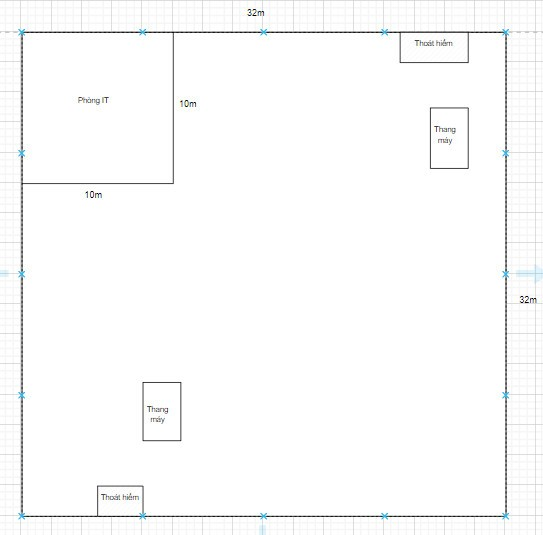 32m
Thoát hiểm
Phòng IT
10m
Thang
máy
10m
32m
Thang
máy
Thoát hiểm